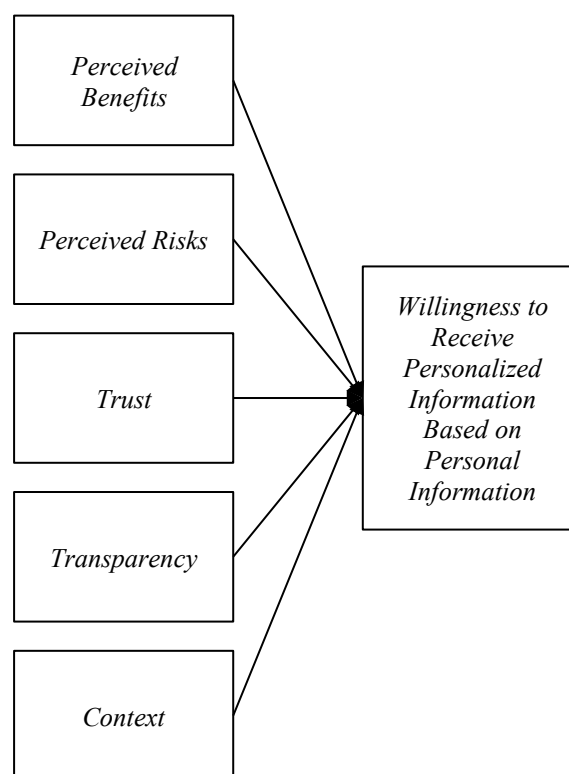 Perceived
Benefits
Perceived Risks
Trust
Transparency
Context
Willingness to
Receive
Personalized
Information
Based on
Personal
Information